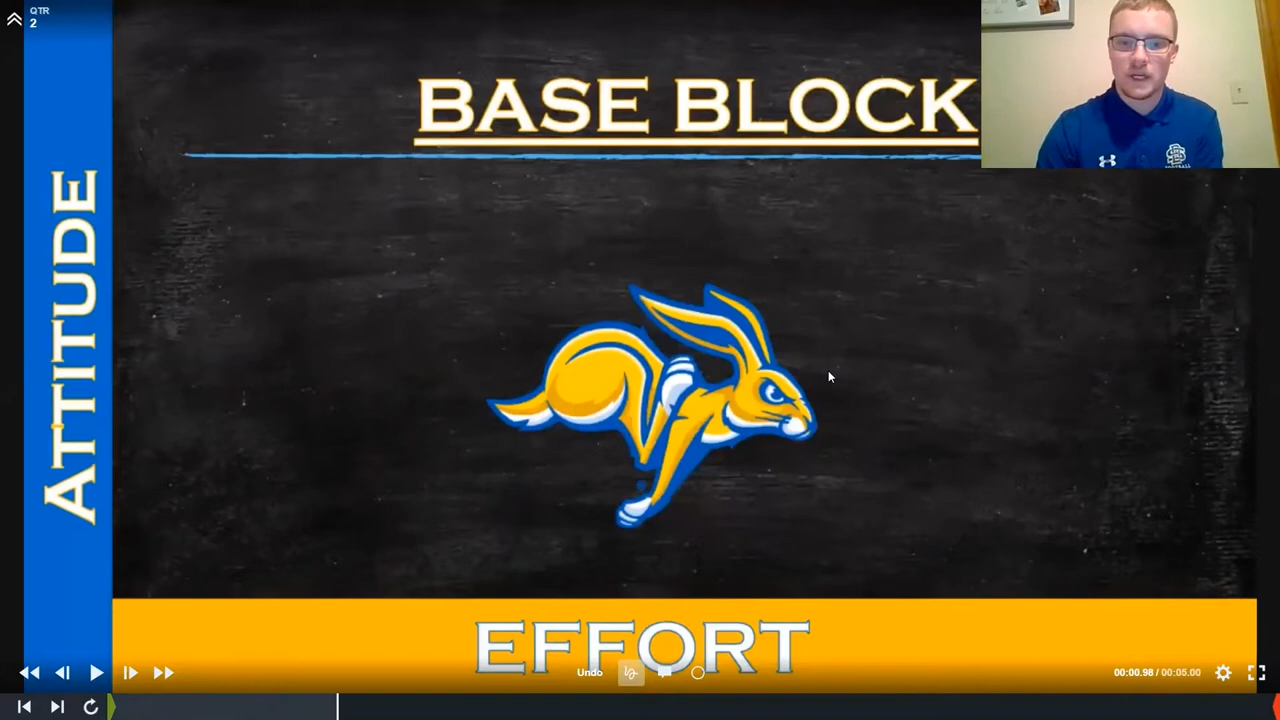 QTR
2
BASE BLOCK
ATTITUDE
EFFORT
Undo
00:00.98 / 00:05.00